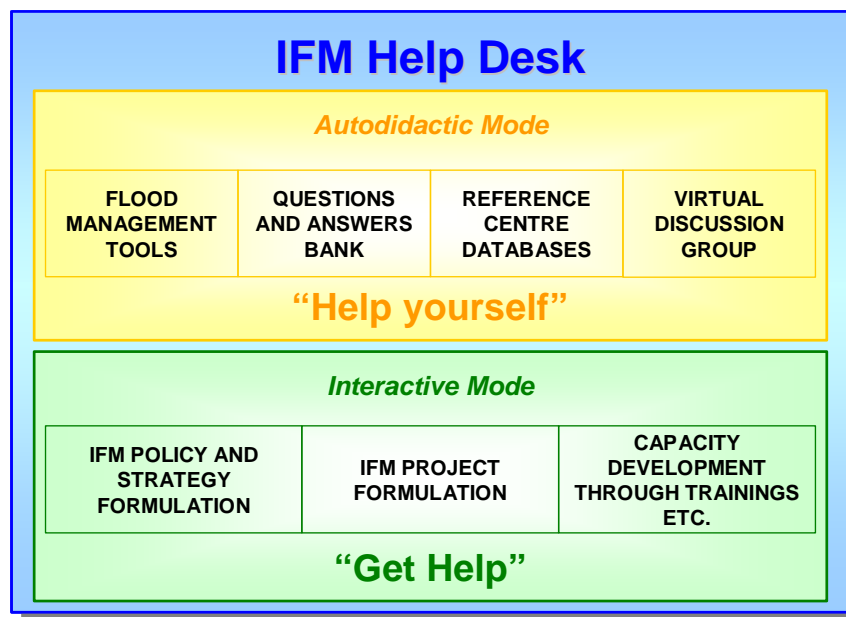 IFM Help Desk
Autodidactic Mode
FLOOD
MANAGEMENT
TOOLS
QUESTIONS
AND ANSWERS
BANK
REFERENCE
CENTRE
DATABASES
VIRTUAL
DISCUSSION
GROUP
“Help yourself”
Interactive Mode
IFM POLICY AND
STRATEGY
FORMULATION
IFM PROJECT
FORMULATION
CAPACITY
DEVELOPMENT
THROUGH TRAININGS
ETC.
“Get Help”